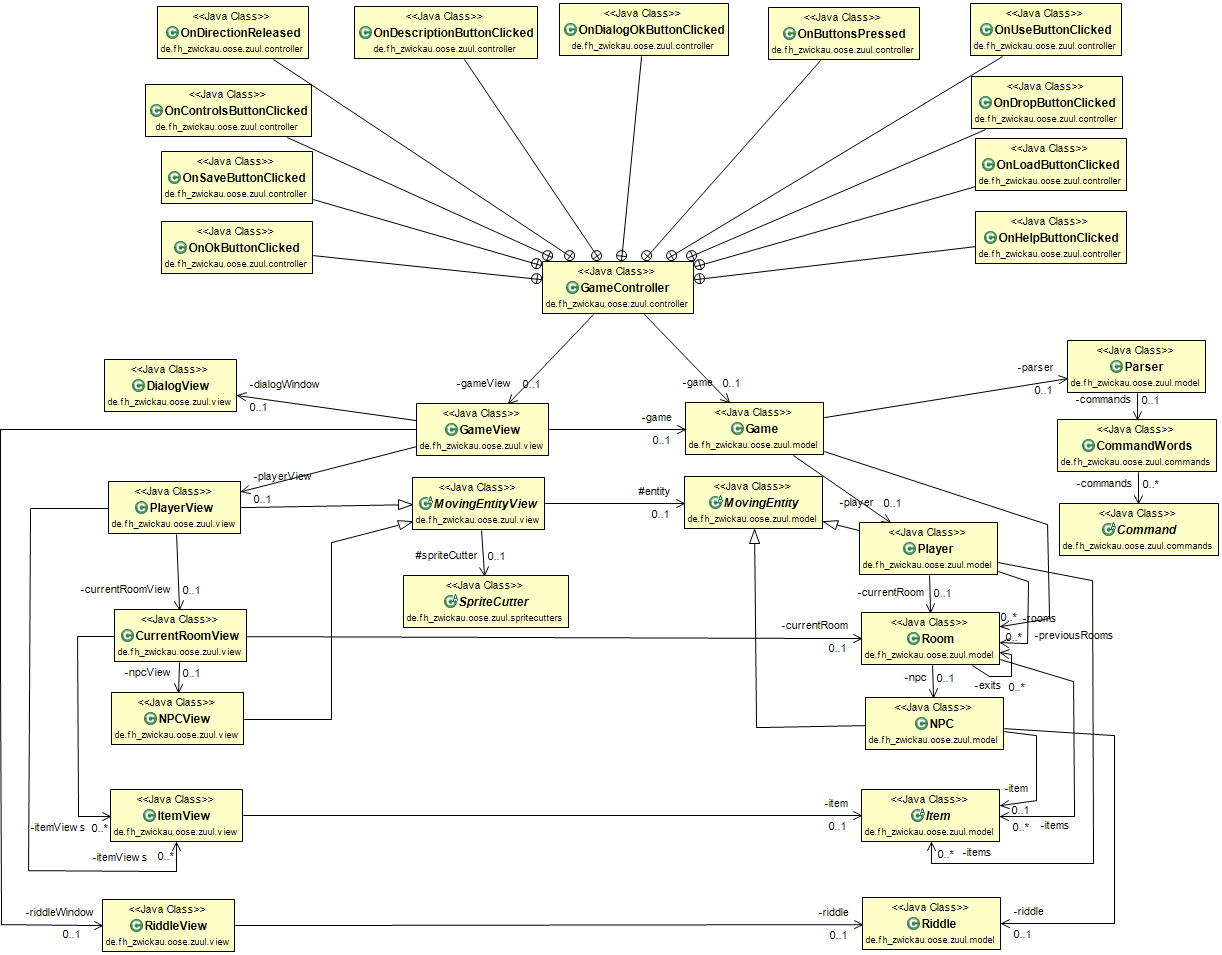 <<Java Class>>
OnDirectionReleased
de.fh_zwickau.oose.zuul.controller
<<Java Class>>
OnDescriptionButtonClicked
de.fh_zwickau.oose.zuul.controller
<<Java Class>>
OnDialogOkButtonClicked
de.fh_zwickau.oose.zuul.controller
<<Java Class>>
OnButtonsPressed
de.fh_zwickau.oose.zuul.controller
<<Java Class>>
OnUseButtonClicked
de.fh_zwickau.oose.zuul.controller
<<Java Class>>
OnControlsButtonClicked
de.fh_zwickau.oose.zuul.controller
<<Java Class>>
OnDropButtonClicked
de.fh_zwickau.oose.zuul.controller
<<Java Class>>
OnSaveButtonClicked
de.fh_zwickau.oose.zuul.controller
<<Java Class>>
OnLoadButtonClicked
de.fh_zwickau.oose.zuul.controller
<<Java Class>>
OnOkButtonClicked
de.fh_zwickau.oose.zuul.controller
<<Java Class>>
OnHelpButtonClicked
de.fh_zwickau.oose.zuul.controller
<<Java Class>>
GameController
de.fh_zwickau.oose.zuul.controller
<<Java Class>>
DialogView
de.fh_zwickau.oose.zuul.view
-dialogWindow
0..1
-gameView
0..1
-game
0..1
-parser
0..1
<<Java Class>>
Parser
de.fh_zwickau.oose.zuul.model
-commands
0..1
<<Java Class>>
GameView
de.fh_zwickau.oose.zuul.view
-game
0..1
<<Java Class>>
Game
de.fh_zwickau.oose.zuul.model
<<Java Class>>
CommandWords
de.fh_zwickau.oose.zuul.commands
-commands
0..*
-playerView
0..1
<<Java Class>>
PlayerView
de.fh_zwickau.oose.zuul.view
<<Java Class>>
MovingEntityView
de.fh_zwickau.oose.zuul.view
#entity
0..1
<<Java Class>>
MovingEntity
de.fh_zwickau.oose.zuul.model
-player
0..1
<<Java Class>>
Command
de.fh_zwickau.oose.zuul.commands
<<Java Class>>
Player
de.fh_zwickau.oose.zuul.model
#spriteCutter
0..1
<<Java Class>>
SpriteCutter
de.fh_zwickau.oose.zuul.spritecutters
-currentRoomView
0..1
-currentRoom
0..1
<<Java Class>>
CurrentRoomView
de.fh_zwickau.oose.zuul.view
-currentRoom
0..1
<<Java Class>>
Room
de.fh_zwickau.oose.zuul.model
0..*
-rooms
0..*
-previousRooms
-npcView
0..1
-npc
0..1
-exits
0..*
<<Java Class>>
NPCView
de.fh_zwickau.oose.zuul.view
<<Java Class>>
NPC
de.fh_zwickau.oose.zuul.model
<<Java Class>>
ItemView
de.fh_zwickau.oose.zuul.view
-itemViews
0..*
-itemViews
0..*
-item
0..1
<<Java Class>>
Item
de.fh_zwickau.oose.zuul.model
-item
0..1
0..*
-items
0..*
-items
-riddleWindow
0..1
<<Java Class>>
RiddleView
de.fh_zwickau.oose.zuul.view
-riddle
0..1
<<Java Class>>
Riddle
de.fh_zwickau.oose.zuul.model
-riddle
0..1